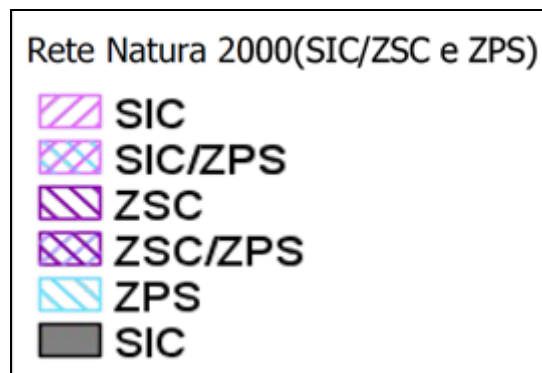 Rete Natura 2000(SIC/ZSC e ZPS)
SIC
SIC/ZPS
ZSC
ZSC/ZPS
ZPS
SIC